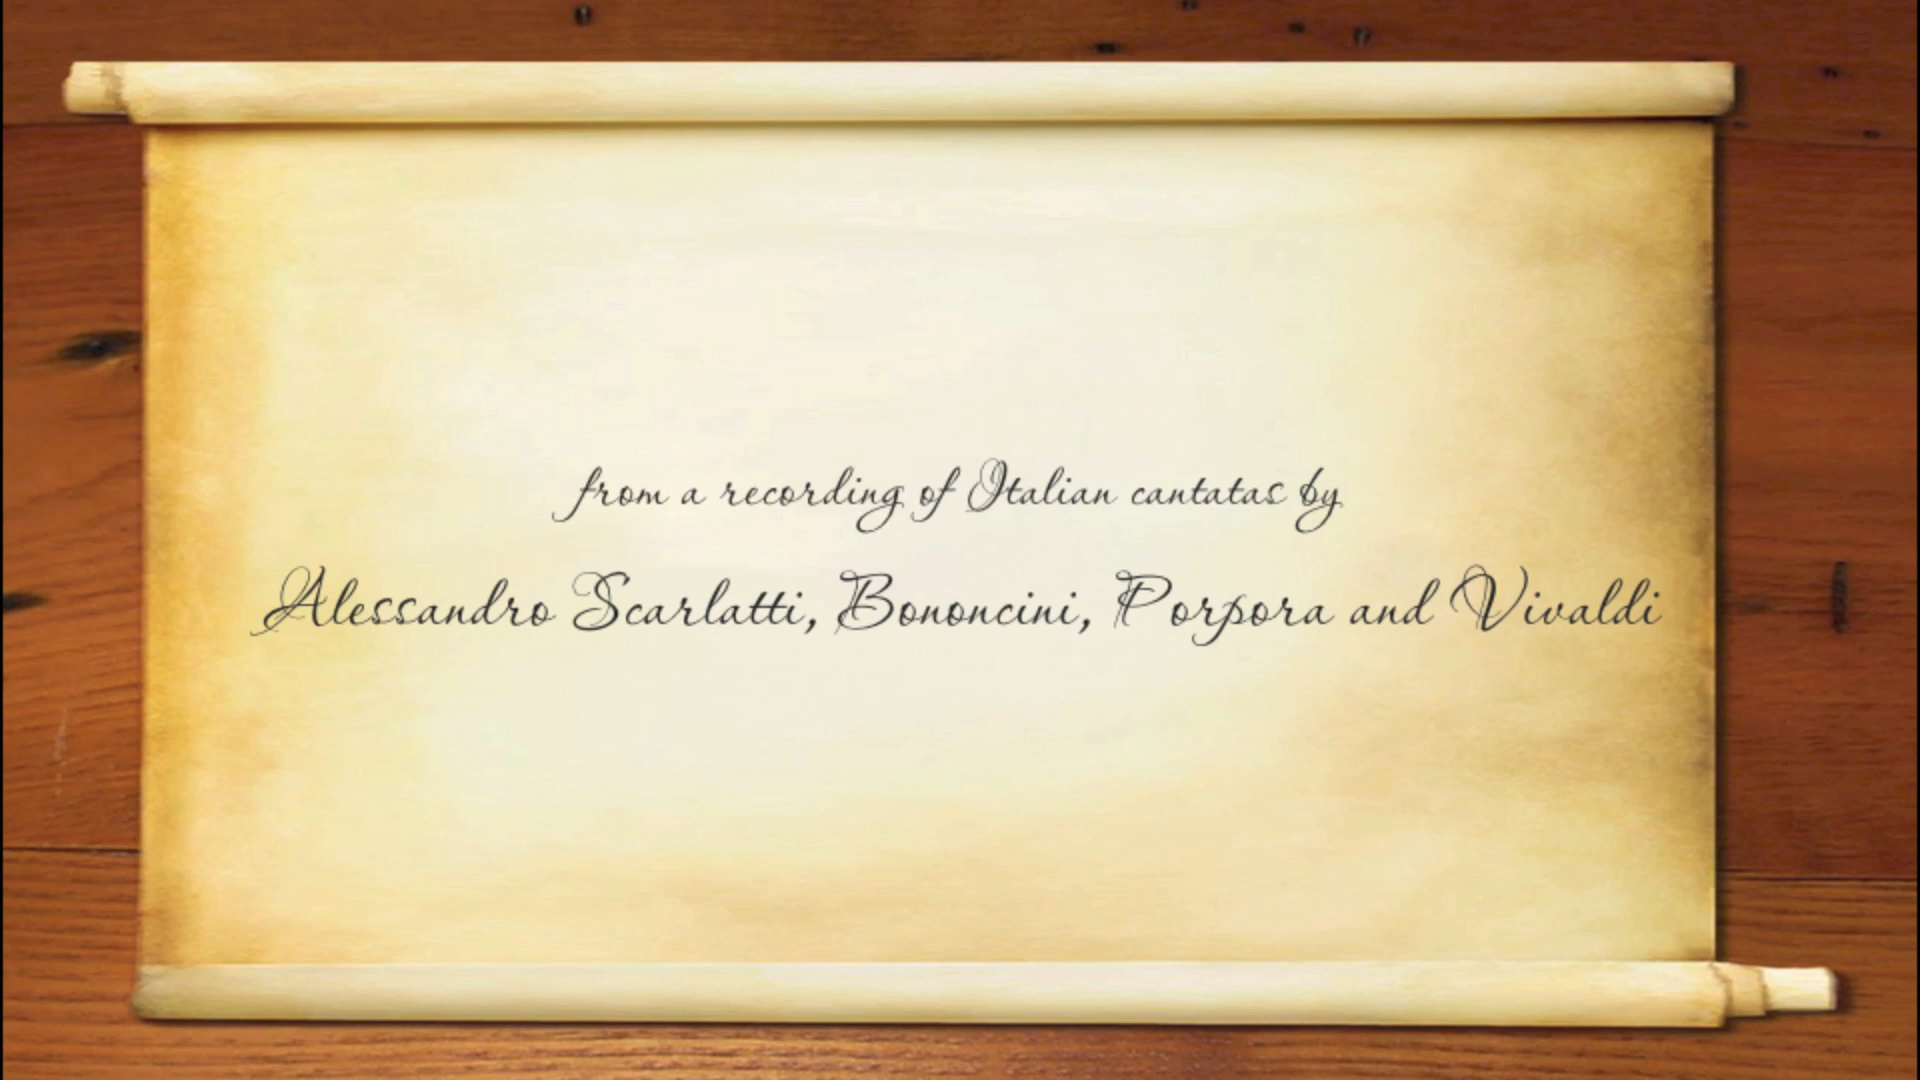 from a recording of Italian cantatas by
Alessandro Scarlatti, Bononcini, Porpora and Vivaldi